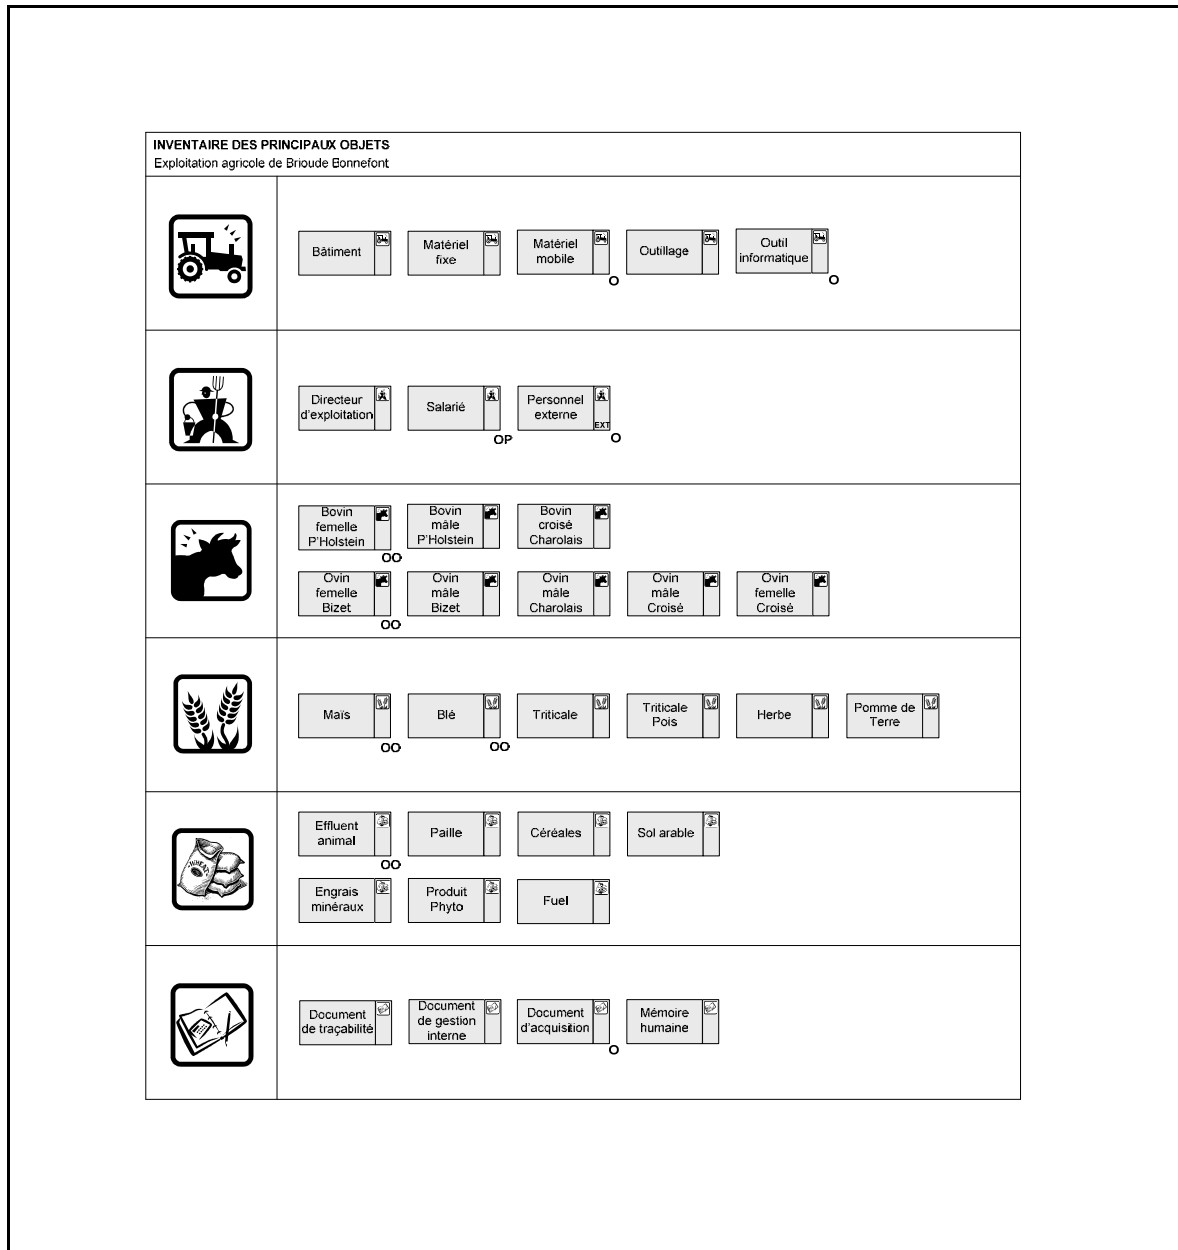 INVENTAIRE DES PRINCIPAUX OBJETS
Exploitation agricole de Brioude Bonnefont
Bâtiment
Matériel
fixe
Matériel
mobile
O
Outillage
Outil
informatique
O
Directeur
d'exploitation
Salarié
OP
Personnel
externe
EXT
O
Bovin
femelle
P'Holstein
OO
Bovin
mâle
P'Holstein
Bovin
croisé
Charolais
Ovin
femelle
Bizet
OO
Ovin
mâle
Bizet
Ovin
mâle
Charolais
Ovin
mâle
Croisé
Ovin
femelle
Croisé
Maïs
OO
Blé
OO
Triticale
Triticale
Pois
Herbe
Pomme de
Terre
WHEAT
Effluent
animal
OO
Paille
Céréales
Sol arable
Engrais
minéraux
Produit
Phyto
Fuel
Document
de traçabilité
Document
de gestion
interne
Document
d'acquisition
O
Mémoire
humaine